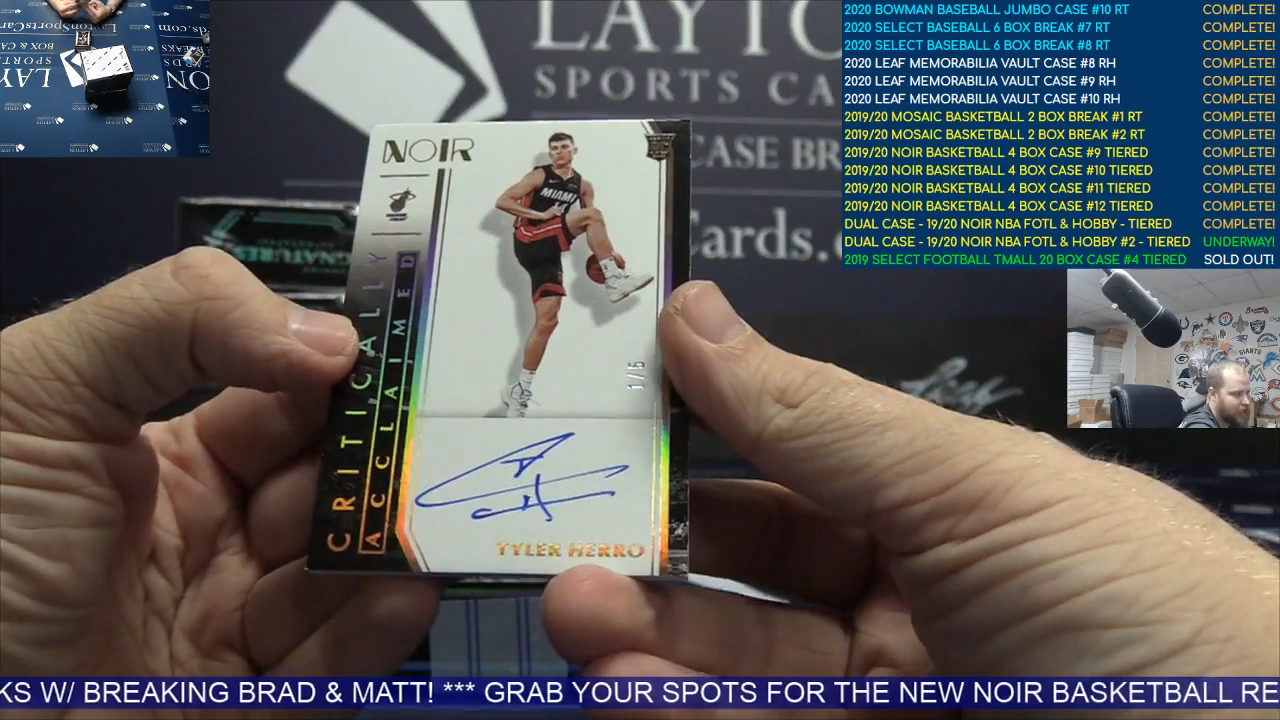 2020 BOWMAN BASEBALL JUMBO CASE #10 RT COMPLETE!
2020 SELECT BASEBALL 6 BOX BREAK #7 RT COMPLETE!
2020 SELECT BASEBALL 6 BOX BREAK #8 RT COMPLETE!
2020 LEAF MEMORABILIA VAULT CASE #8 RH COMPLETE!
2020 LEAF MEMORABILIA VAULT CASE #9 RH COMPLETE!
2020 LEAF MEMORABILIA VAULT CASE #10 RH COMPLETE!
2019/20 MOSAIC BASKETBALL 2 BOX BREAK #1 RT COMPLETE!
2019/20 MOSAIC BASKETBALL 2 BOX BREAK #2 RT COMPLETE!
2019/20 NOIR BASKETBALL 4 BOX CASE #9 TIERED COMPLETE!
2019/20 NOIR BASKETBALL 4 BOX CASE #10 TIERED COMPLETE!
2019/20 NOIR BASKETBALL 4 BOX CASE #11 TIERED COMPLETE!
2019/20 NOIR BASKETBALL 4 BOX CASE #12 TIERED COMPLETE!
DUAL CASE - 19/20 NOIR NBA FOTL & HOBBY - TIERED COMPLETE!
DUAL CASE - 19/20 NOIR NBA FOTL & HOBBY #2 - TIERED UNDERWAY!
2019 SELECT FOOTBALL TMALL 20 BOX CASE #4 TIERED SOLD OUT!
LAYTO
SPORTS CA
CASE BR
Cards.c
GNATURES
NOIR
MIAMI
CRITICALLY
ACCLAIMED
1/5
TYLER HERRO
Leaf
GIANTS
KS W/ BREAKING BRAD & MATT! *** GRAB YOUR SPOTS FOR THE NEW NOIR BASKETBALL RE